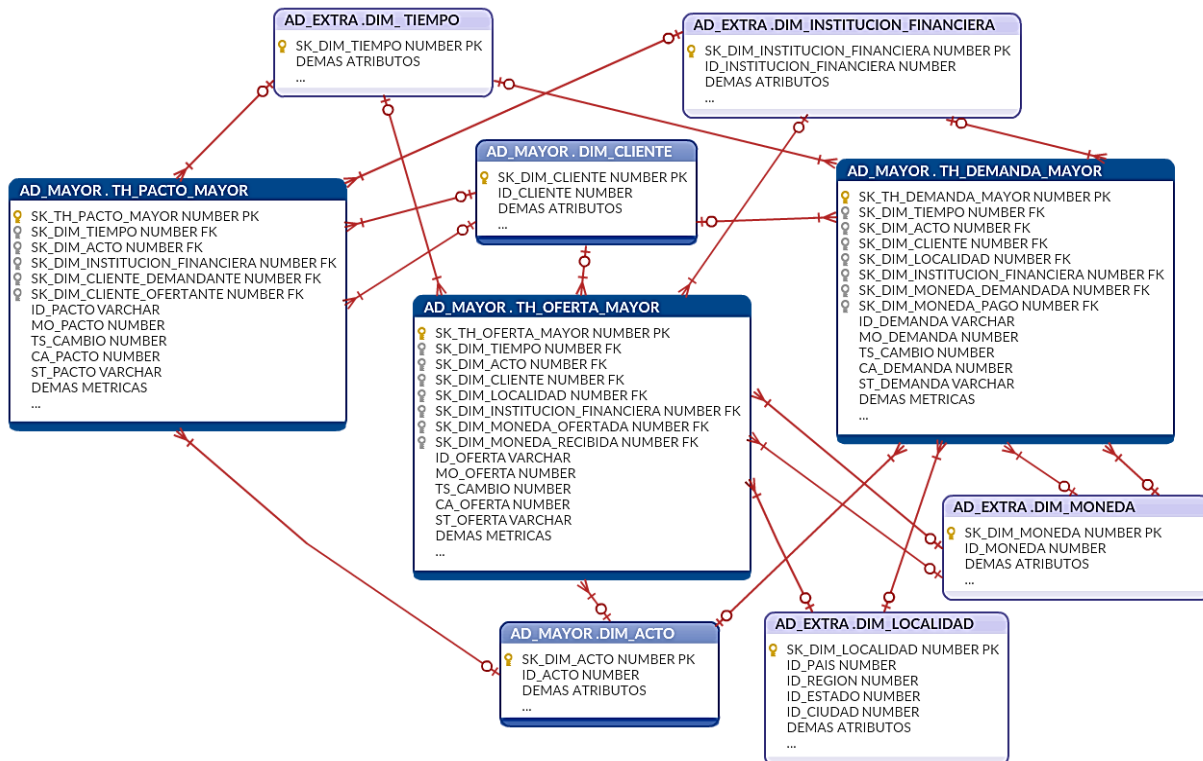 AD_EXTRA .DIM_ TIEMPO
SK_DIM_TIEMPO NUMBER PK
DEMAS ATRIBUTOS
...
AD_EXTRA .DIM_INSTITUCION_FINANCIERA
SK_DIM_INSTITUCION_FINANCIERA NUMBER PK
ID_INSTITUCION_FINANCIERA NUMBER
DEMAS ATRIBUTOS
...
AD_MAYOR . DIM_CLIENTE
SK_DIM_CLIENTE NUMBER PK
ID_CLIENTE NUMBER
DEMAS ATRIBUTOS
...
AD_MAYOR . TH_PACTO_MAYOR
SK_TH_PACTO_MAYOR NUMBER PK
SK_DIM_TIEMPO NUMBER FK
SK_DIM_ACTO NUMBER FK
SK_DIM_INSTITUCION_FINANCIERA NUMBER FK
SK_DIM_CLIENTE_DEMANDANTE NUMBER FK
SK_DIM_CLIENTE_OFERTANTE NUMBER FK
ID_PACTO VARCHAR
MO_PACTO NUMBER
TS_CAMBIO NUMBER
CA_PACTO NUMBER
ST_PACTO VARCHAR
DEMAS METRICAS
...
AD_MAYOR . TH_DEMANDA_MAYOR
SK_TH_DEMANDA_MAYOR NUMBER PK
SK_DIM_TIEMPO NUMBER FK
SK_DIM_ACTO NUMBER FK
SK_DIM_CLIENTE NUMBER FK
SK_DIM_LOCALIDAD NUMBER FK
SK_DIM_INSTITUCION_FINANCIERA NUMBER FK
SK_DIM_MONEDA_DEMANDADA NUMBER FK
SK_DIM_MONEDA_PAGO NUMBER FK
ID_DEMANDA VARCHAR
MO_DEMANDA NUMBER
TS_CAMBIO NUMBER
CA_DEMANDA NUMBER
ST_DEMANDA VARCHAR
DEMAS METRICAS
...
AD_MAYOR . TH_OFERTA_MAYOR
SK_TH_OFERTA_MAYOR NUMBER PK
SK_DIM_TIEMPO NUMBER FK
SK_DIM_ACTO NUMBER FK
SK_DIM_CLIENTE NUMBER FK
SK_DIM_LOCALIDAD NUMBER FK
SK_DIM_INSTITUCION_FINANCIERA NUMBER FK
SK_DIM_MONEDA_OFERTADA NUMBER FK
SK_DIM_MONEDA_RECIBIDA NUMBER FK
ID_OFERTA VARCHAR
MO_OFERTA NUMBER
TS_CAMBIO NUMBER
CA_OFERTA NUMBER
ST_OFERTA VARCHAR
DEMAS METRICAS
...
AD_EXTRA .DIM_MONEDA
SK_DIM_MONEDA NUMBER PK
ID_MONEDA NUMBER
DEMAS ATRIBUTOS
...
AD_MAYOR .DIM_ACTO
SK_DIM_ACTO NUMBER PK
ID_ACTO NUMBER
DEMAS ATRIBUTOS
...
AD_EXTRA .DIM_LOCALIDAD
SK_DIM_LOCALIDAD NUMBER PK
ID_PAIS NUMBER
ID_REGION NUMBER
ID_ESTADO NUMBER
ID_CIUDAD NUMBER
DEMAS ATRIBUTOS
...